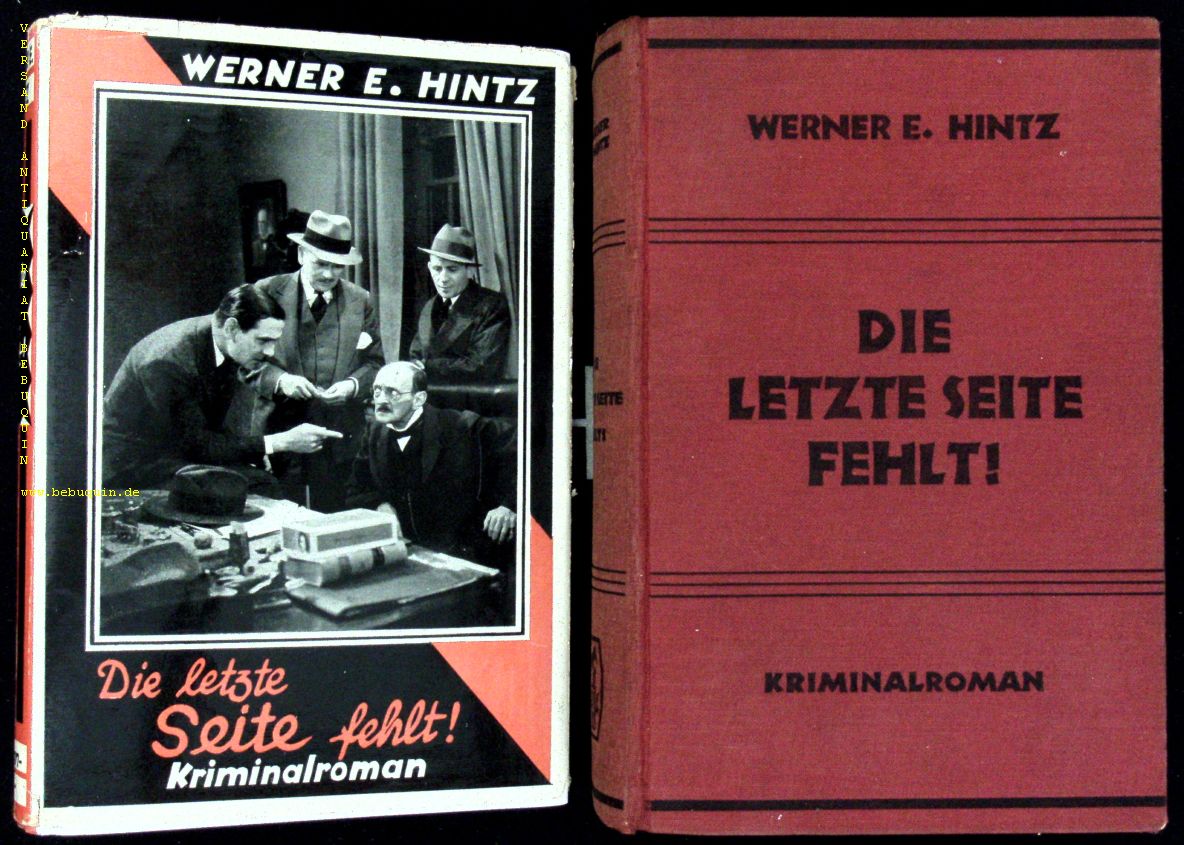 VERSAND ANTIQUARIAT BEBUQUIN
www.bebuquin.de
WERNER E. HINTZ
Die letzte
Seite fehlt!
Kriminalroman
WERNER E. HINTZ
DIE
LETZTE SEITE
FEHLT!
KRIMINALROMAN